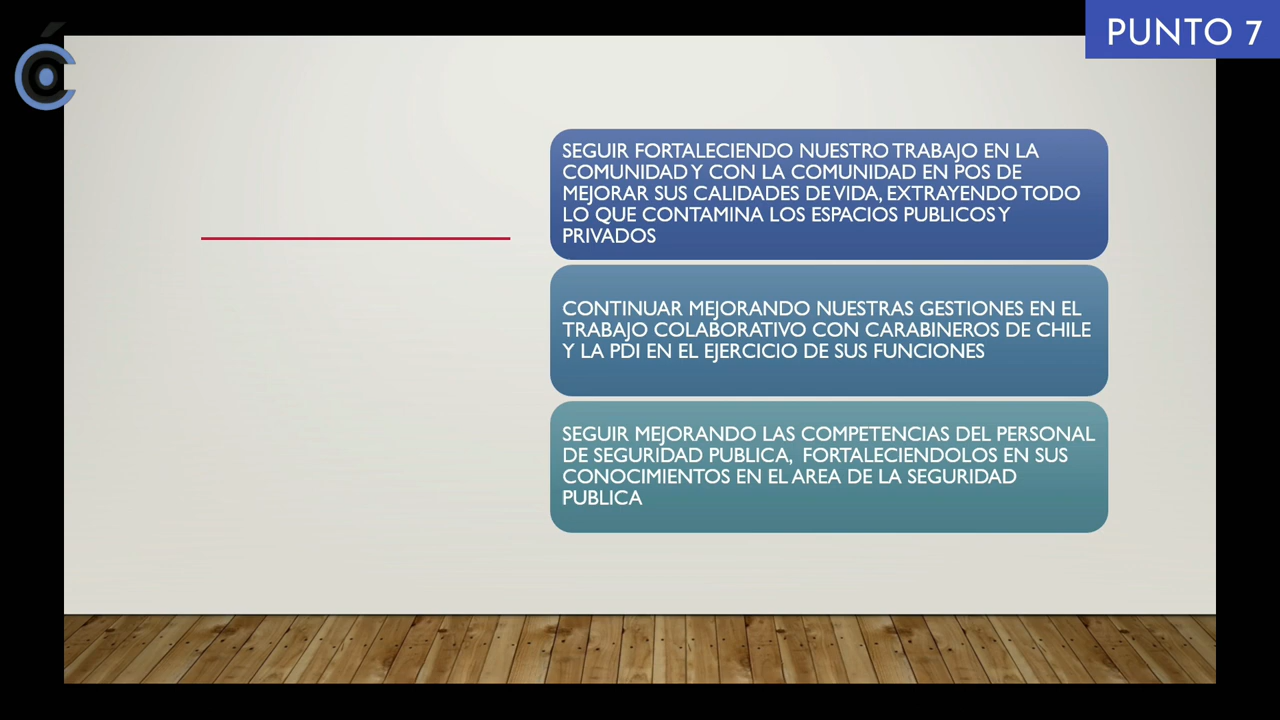 PUNTO 7
SEGUIR FORTALECIENDO NUESTRO TRABAJO EN LA
COMUNIDAD Y CON LA COMUNIDAD EN POS DE
MEJORAR SUS CALIDADES DE VIDA, EXTRAYENDO TODO
LO QUE CONTAMINA LOS ESPACIOS PUBLICOS Y
PRIVADOS
CONTINUAR MEJORANDO NUESTRAS GESTIONES EN EL
TRABAJO COLABORATIVO CON CARABINEROS DE CHILE
Y LA PDI EN EL EJERCICIO DE SUS FUNCIONES
SEGUIR MEJORANDO LAS COMPETENCIAS DEL PERSONAL
DE SEGURIDAD PUBLICA, FORTALECIENDOLOS EN SUS
CONOCIMIENTOS EN EL AREA DE LA SEGURIDAD
PUBLICA